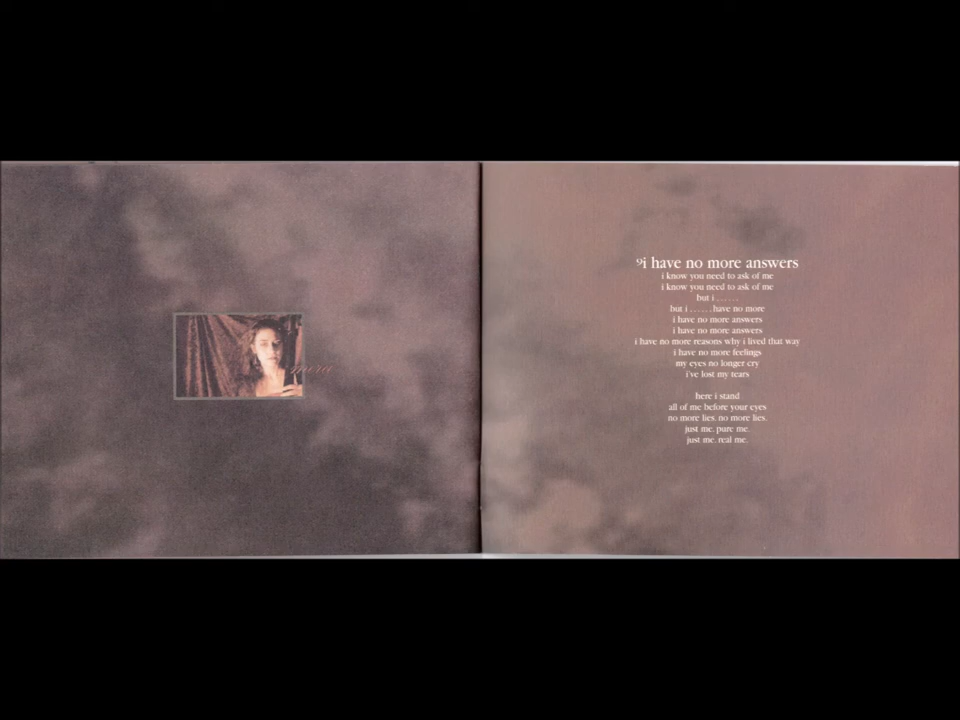 mera
9i have no more answers
i know you need to ask of me
i know you need to ask of me
but i . . . . . .
but i . . . . . . have no more
i have no more answers
i have no more answers
i have no more reasons why i lived that way
i have no more feelings
my eyes no longer cry
i've lost my tears
here i stand
all of me before your eyes
no more lies. no more lies.
just me. pure me.
just me. real me.